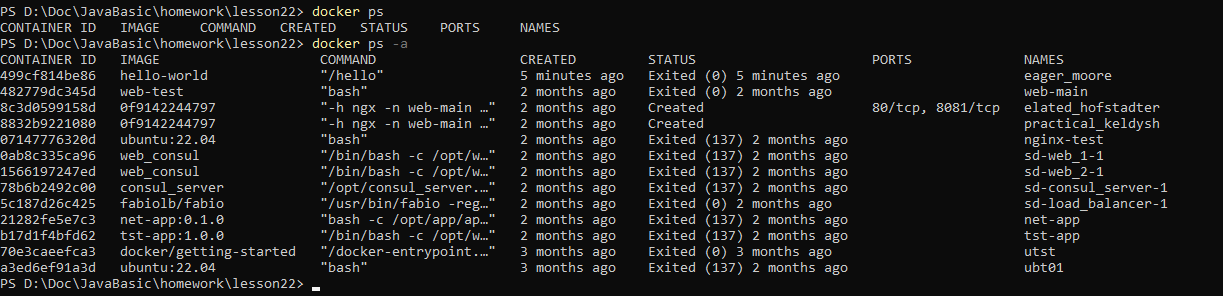 PS D:\Doc\JavaBasic\homework\lesson22> docker ps
CONTAINER ID   IMAGE     COMMAND   CREATED   STATUS    PORTS     NAMES
PS D:\Doc\JavaBasic\homework\lesson22> docker ps -a
CONTAINER ID   IMAGE                    COMMAND                  CREATED         STATUS                     PORTS              NAMES
499cf814be86   hello-world              "/hello"                 5 minutes ago   Exited (0) 5 minutes ago                      eager_moore
482779dc345d   web-test                 "bash"                   2 months ago    Exited (0) 2 months ago                       web-main
8c3d0599158d   0f9142244797             "-h ngx -n web-main …"   2 months ago    Created                    80/tcp, 8081/tcp   elated_hofstadter
8832b9221080   0f9142244797             "-h ngx -n web-main …"   2 months ago    Created                                       practical_keldysh
07147776320d   ubuntu:22.04             "bash"                   2 months ago    Exited (137) 2 months ago                     nginx-test
0ab8c335ca96   web_consul               "/bin/bash -c /opt/w…"   2 months ago    Exited (137) 2 months ago                     sd-web_1-1
1566197247ed   web_consul               "/bin/bash -c /opt/w…"   2 months ago    Exited (137) 2 months ago                     sd-web_2-1
78b6b2492c00   consul_server            "/opt/consul_server.…"   2 months ago    Exited (137) 2 months ago                     sd-consul_server-1
5c187d26c425   fabiolb/fabio            "/usr/bin/fabio -reg…"   2 months ago    Exited (0) 2 months ago                       sd-load_balancer-1
21282fe5e7c3   net-app:0.1.0            "bash -c /opt/app/ap…"   2 months ago    Exited (137) 2 months ago                     net-app
b17d1f4bfd62   tst-app:1.0.0            "/bin/bash -c /opt/w…"   2 months ago    Exited (137) 2 months ago                     tst-app
70e3caeefca3   docker/getting-started   "/docker-entrypoint.…"   3 months ago    Exited (0) 3 months ago                       utst
a3ed6ef91a3d   ubuntu:22.04             "bash"                   3 months ago    Exited (137) 2 months ago                     ubt01
PS D:\Doc\JavaBasic\homework\lesson22>